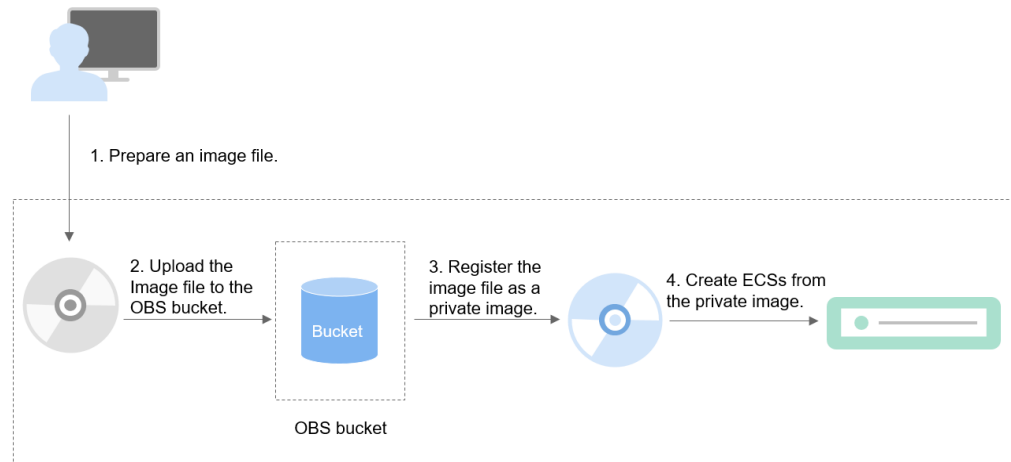 1. Prepare an image file.
2. Upload the
Image file to the
OBS bucket.
Bucket
OBS bucket
3. Register the
image file as a
private image.
4. Create ECSs from
the private image.